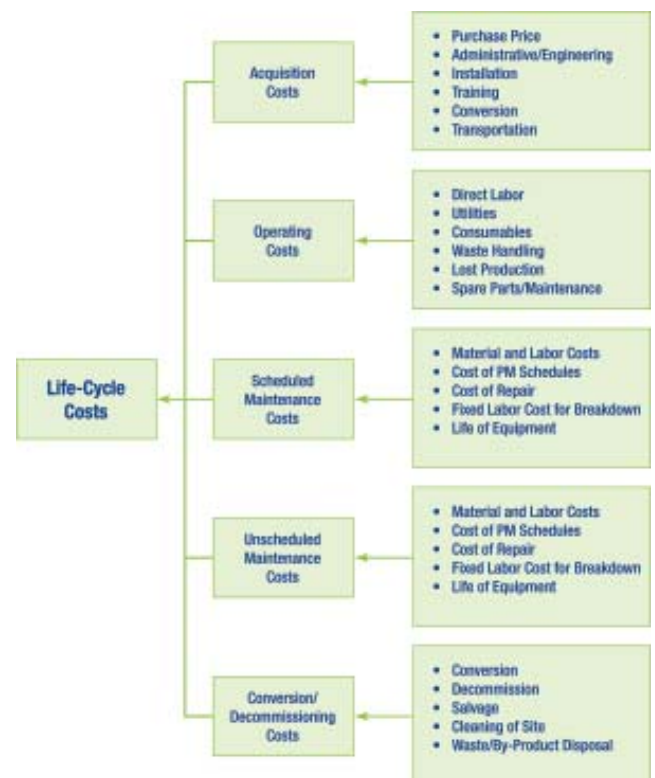 • Purchase Price
• Administrative/Engineering
• Installation
• Training
• Conversion
• Transportation
Acquisition
Costs
• Direct Labor
• Utilities
• Consumables
• Waste Handling
• Lost Production
• Spare Parts/Maintenance
Operating
Costs
• Material and Labor Costs
• Cost of PM Schedules
• Cost of Repair
• Fixed Labor Cost for Breakdown
• Life of Equipment
Life-Cycle
Costs
Scheduled
Maintenance
Costs
• Material and Labor Costs
• Cost of PM Schedules
• Cost of Repair
• Fixed Labor Cost for Breakdown
• Life of Equipment
Unscheduled
Maintenance
Costs
• Conversion
• Decommission
• Salvage
• Cleaning of Site
• Waste/By-Product Disposal
Conversion/
Decommissioning
Costs